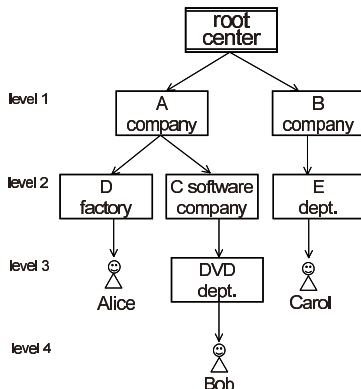 root
center
level 1
A
company
B
company
level 2
D
factory
C software
company
E
dept.
level 3
Alice
DVD
dept.
Carol
level 4
Bob